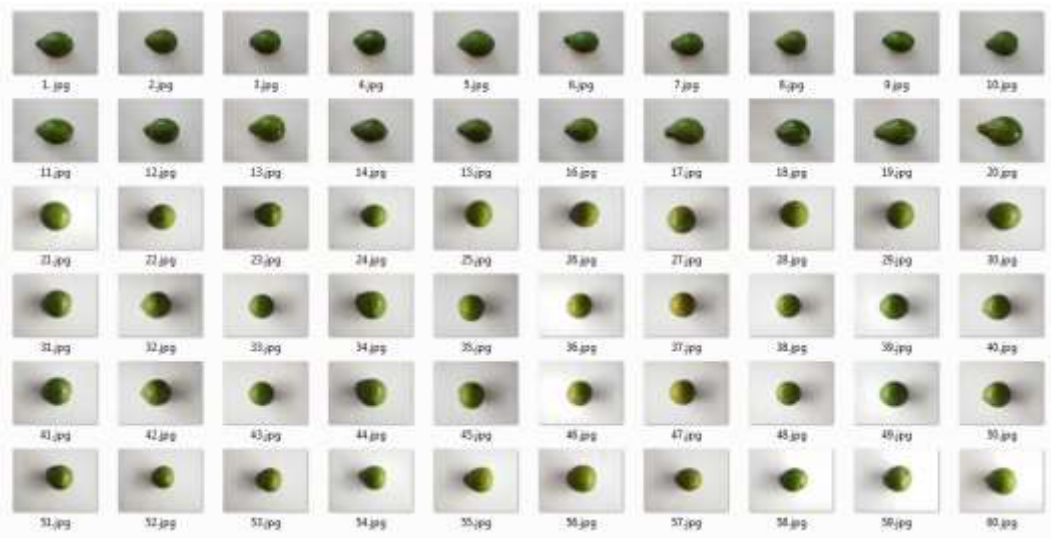 1.jpg 2.jpg 3.jpg 4.jpg 5.jpg 6.jpg 7.jpg 8.jpg 9.jpg 10.jpg
11.jpg 12.jpg 13.jpg 14.jpg 15.jpg 16.jpg 17.jpg 18.jpg 19.jpg 20.jpg
21.jpg 22.jpg 23.jpg 24.jpg 25.jpg 26.jpg 27.jpg 28.jpg 29.jpg 30.jpg
31.jpg 32.jpg 33.jpg 34.jpg 35.jpg 36.jpg 37.jpg 38.jpg 39.jpg 40.jpg
41.jpg 42.jpg 43.jpg 44.jpg 45.jpg 46.jpg 47.jpg 48.jpg 49.jpg 50.jpg
51.jpg 52.jpg 53.jpg 54.jpg 55.jpg 56.jpg 57.jpg 58.jpg 59.jpg 60.jpg